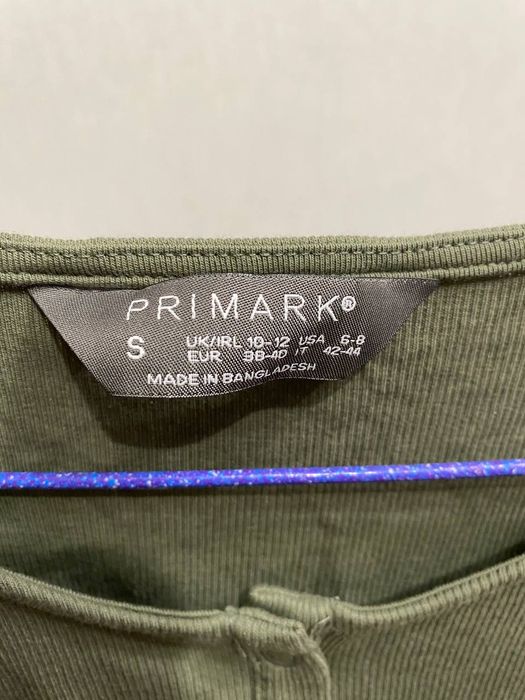 PRIMARK®
S UK/IRL 10-12 USA 6-8
EUR 38-40 IT 42-44
MADE IN BANGLADESH